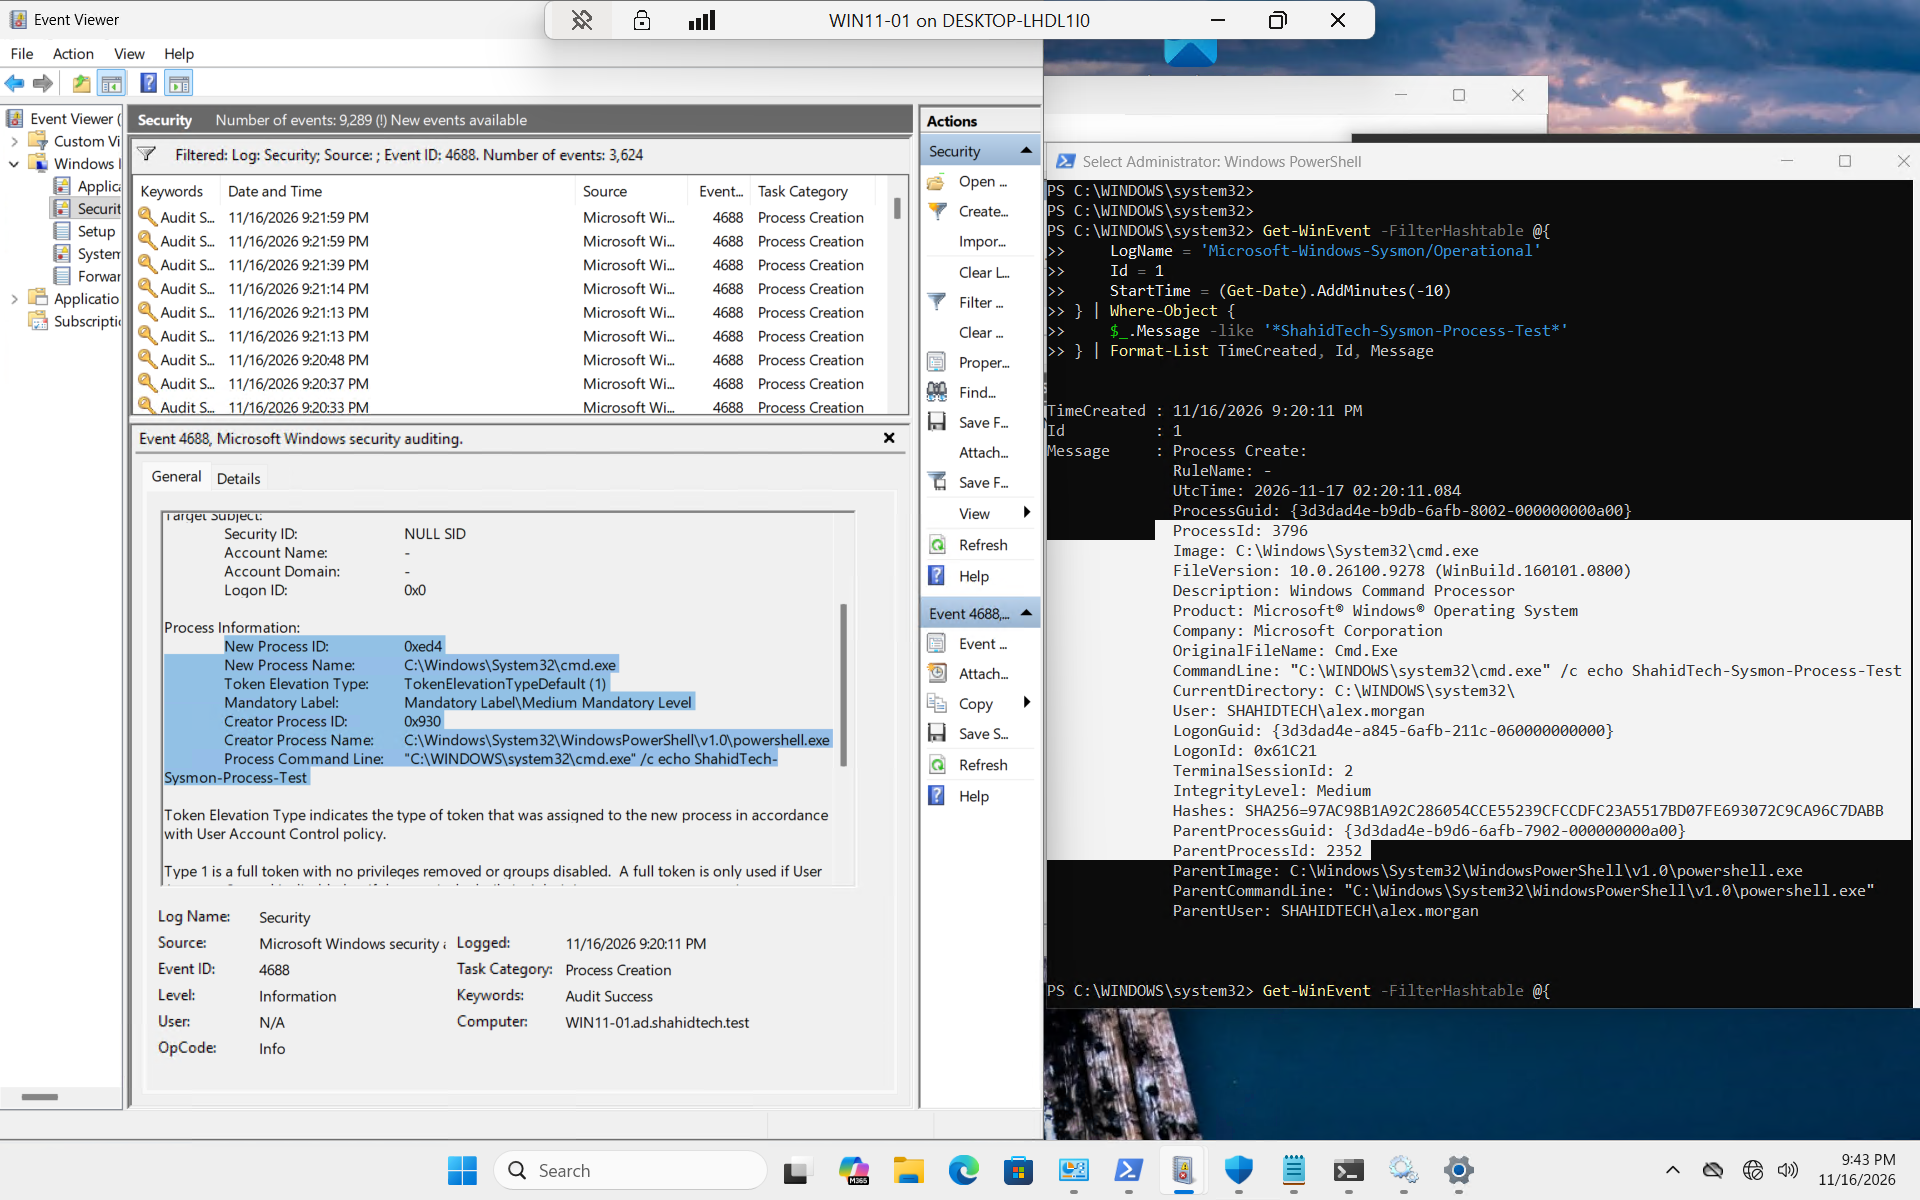 Event Viewer
WIN11-01 on DESKTOP-LHDL1I0
File Action View Help
Event Viewer (
Custom Vi
Windows l
Applica
Securit
Setup
System
Forwar
Applicatio
Subscripti
Security Number of events: 9,289 (!) New events available
Filtered: Log: Security; Source: ; Event ID: 4688. Number of events: 3,624
Keywords Date and Time Source Event... Task Category
Audit S... 11/16/2026 9:21:59 PM Microsoft Wi... 4688 Process Creation
Audit S... 11/16/2026 9:21:59 PM Microsoft Wi... 4688 Process Creation
Audit S... 11/16/2026 9:21:39 PM Microsoft Wi... 4688 Process Creation
Audit S... 11/16/2026 9:21:14 PM Microsoft Wi... 4688 Process Creation
Audit S... 11/16/2026 9:21:13 PM Microsoft Wi... 4688 Process Creation
Audit S... 11/16/2026 9:21:13 PM Microsoft Wi... 4688 Process Creation
Audit S... 11/16/2026 9:20:48 PM Microsoft Wi... 4688 Process Creation
Audit S... 11/16/2026 9:20:37 PM Microsoft Wi... 4688 Process Creation
Audit S... 11/16/2026 9:20:33 PM Microsoft Wi... 4688 Process Creation
Event 4688, Microsoft Windows security auditing.
General Details
Target Subject:
Security ID: NULL SID
Account Name: -
Account Domain: -
Logon ID: 0x0
Process Information:
New Process ID: 0xed4
New Process Name: C:\Windows\System32\cmd.exe
Token Elevation Type: TokenElevationTypeDefault (1)
Mandatory Label: Mandatory Label\Medium Mandatory Level
Creator Process ID: 0x930
Creator Process Name: C:\Windows\System32\WindowsPowerShell\v1.0\powershell.exe
Process Command Line: "C:\WINDOWS\system32\cmd.exe" /c echo ShahidTech-
Sysmon-Process-Test
Token Elevation Type indicates the type of token that was assigned to the new process in accordance
with User Account Control policy.
Type 1 is a full token with no privileges removed or groups disabled. A full token is only used if User
Log Name: Security
Source: Microsoft Windows security Logged: 11/16/2026 9:20:11 PM
Event ID: 4688 Task Category: Process Creation
Level: Information Keywords: Audit Success
User: N/A Computer: WIN11-01.ad.shahidtech.test
OpCode: Info
Actions
Security
Open ...
Create...
Impor...
Clear L...
Filter ...
Clear ...
Proper...
Find...
Save F...
Attach...
Save F...
View
Refresh
Help
Event 4688,...
Event ...
Attach...
Copy
Save S...
Refresh
Help
Select Administrator: Windows PowerShell
PS C:\WINDOWS\system32>
PS C:\WINDOWS\system32>
PS C:\WINDOWS\system32> Get-WinEvent -FilterHashtable @{
>> LogName = 'Microsoft-Windows-Sysmon/Operational'
>> Id = 1
>> StartTime = (Get-Date).AddMinutes(-10)
>> } | Where-Object {
>> $_.Message -like '*ShahidTech-Sysmon-Process-Test*'
>> } | Format-List TimeCreated, Id, Message
TimeCreated : 11/16/2026 9:20:11 PM
Id : 1
Message : Process Create:
RuleName: -
UtcTime: 2026-11-17 02:20:11.084
ProcessGuid: {3d3dad4e-b9db-6afb-8002-000000000a00}
ProcessId: 3796
Image: C:\Windows\System32\cmd.exe
FileVersion: 10.0.26100.9278 (WinBuild.160101.0800)
Description: Windows Command Processor
Product: Microsoft® Windows® Operating System
Company: Microsoft Corporation
OriginalFileName: Cmd.Exe
CommandLine: "C:\WINDOWS\system32\cmd.exe" /c echo ShahidTech-Sysmon-Process-Test
CurrentDirectory: C:\WINDOWS\system32\
User: SHAHIDTECH\alex.morgan
LogonGuid: {3d3dad4e-a845-6afb-211c-060000000000}
LogonId: 0x61C21
TerminalSessionId: 2
IntegrityLevel: Medium
Hashes: SHA256=97AC98B1A92C286054CCE55239CFCCDFC23A5517BD07FE693072C9CA96C7DABB
ParentProcessGuid: {3d3dad4e-b9d6-6afb-7902-000000000a00}
ParentProcessId: 2352
ParentImage: C:\Windows\System32\WindowsPowerShell\v1.0\powershell.exe
ParentCommandLine: "C:\Windows\System32\WindowsPowerShell\v1.0\powershell.exe"
ParentUser: SHAHIDTECH\alex.morgan
PS C:\WINDOWS\system32> Get-WinEvent -FilterHashtable @{
Search
M365
9:43 PM
11/16/2026